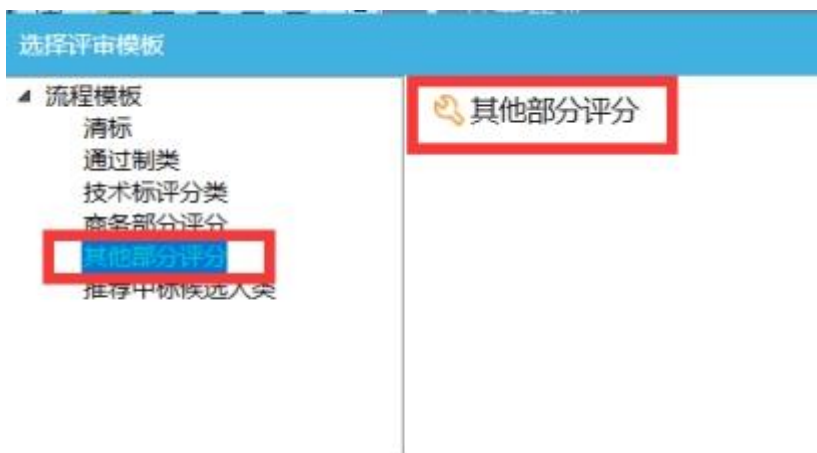 选择评审模板
流程模板
清标
通过制类
技术标评分类
商务部分评分
其他部分评分
推荐中标候选人类
其他部分评分